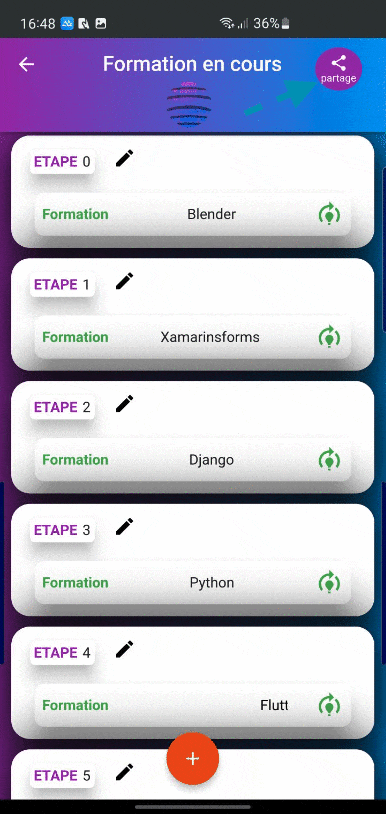 16:48 36%
Formation en cours
partage
ETAPE 0
Formation Blender
ETAPE 1
Formation Xamarinsforms
ETAPE 2
Formation Django
ETAPE 3
Formation Python
ETAPE 4
Formation Flutt
ETAPE 5
+